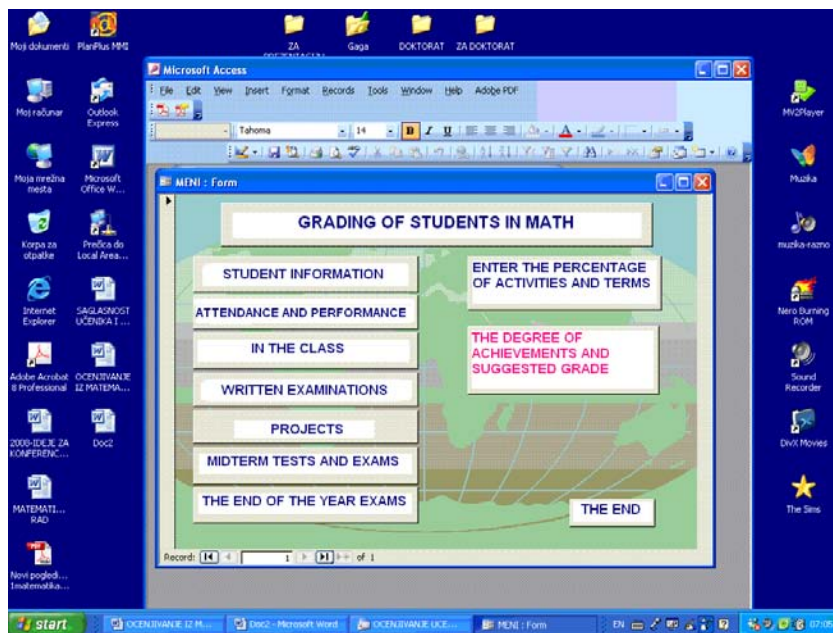 Moji dokumenti
PlanPlus MMI
ZA
Gaga
DOKTORAT
ZA DOKTORAT
Moj računar
Outlook
Express
Moja mrežna
mesta
Microsoft
Office W...
Korpa za
otpatke
Prečica do
Local Area...
Internet
Explorer
SAGLASNOST
UČENIKA I ...
Adobe Acrobat
8 Professional
OCENJIVANJE
IZ MATEMA...
2008-IDEJE ZA
KONFERENC...
Doc2
MATEMATI...
RAD
Novi pogledi...
1matematika...
Microsoft Access
File Edit View Insert Format Records Tools Window Help Adobe PDF
Tahoma 14 B I U
MENI : Form
GRADING OF STUDENTS IN MATH
STUDENT INFORMATION
ATTENDANCE AND PERFORMANCE
IN THE CLASS
WRITTEN EXAMINATIONS
PROJECTS
MIDTERM TESTS AND EXAMS
THE END OF THE YEAR EXAMS
ENTER THE PERCENTAGE
OF ACTIVITIES AND TERMS
THE DEGREE OF
ACHIEVEMENTS AND
SUGGESTED GRADE
THE END
Record: 1 of 1
MV2Player
Muzika
muzika-razno
Nero Burning
ROM
Sound
Recorder
DivX Movies
The Sims
start
OCENJIVANJE IZ M...
Doc2 - Microsoft Word
OCENJIVANJE UCE...
MENI : Form
EN
07:05